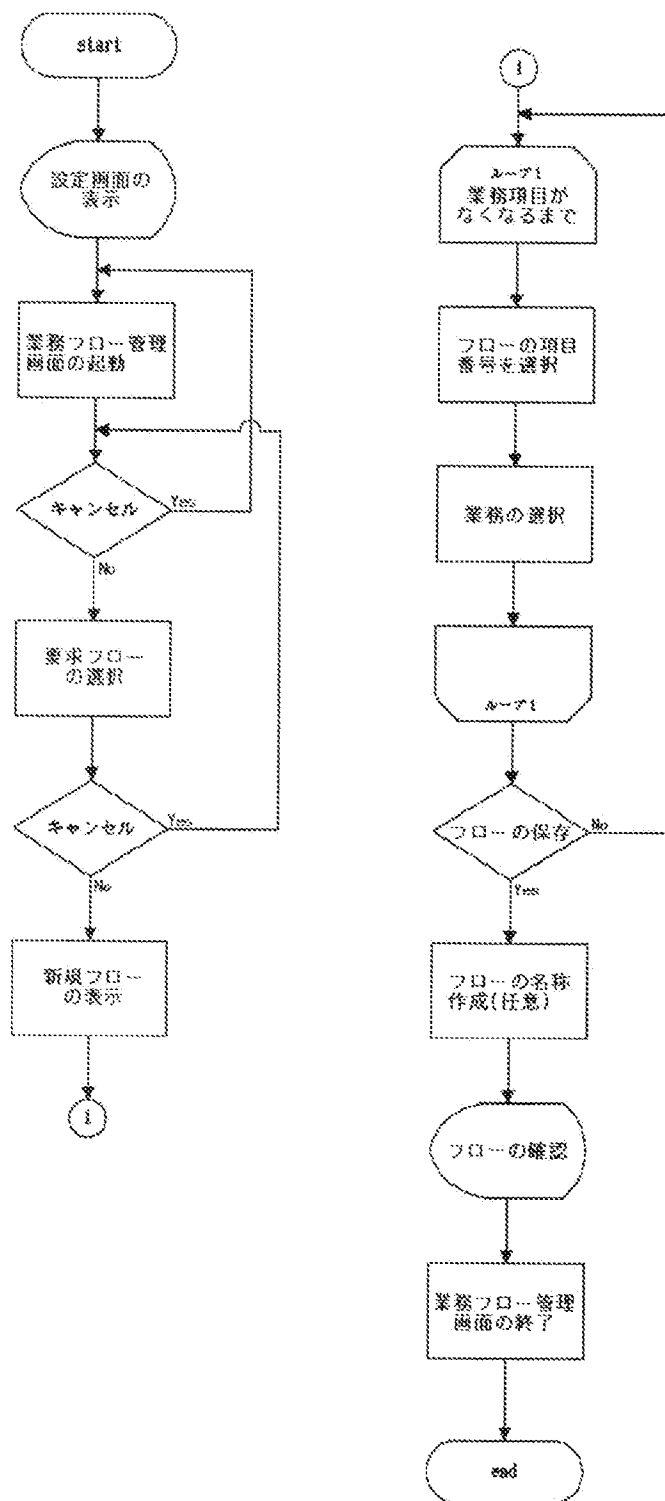 start
設定画面の
表示
業務フロー管理
画面の起動
キャンセル
Yes
No
要求フロー
の選択
キャンセル
Yes
No
新規フロー
の表示
1
1
ループ1
業務項目が
なくなるまで
フローの項目
番号を選択
業務の選択
ループ1
フローの保存
No
Yes
フローの名称
作成(任意)
フローの確認
業務フロー管理
画面の終了
end